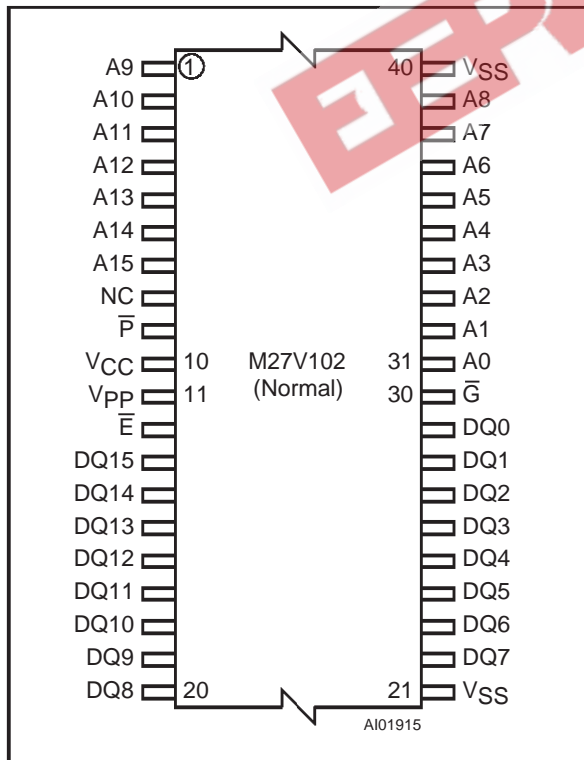 A9 1 40 VSS
A10 A8
A11 A7
A12 A6
A13 A5
A14 A4
A15 A3
NC A2
P̅ A1
VCC 10 M27V102 31 A0
VPP 11 (Normal) 30 G̅
E̅ DQ0
DQ15 DQ1
DQ14 DQ2
DQ13 DQ3
DQ12 DQ4
DQ11 DQ5
DQ10 DQ6
DQ9 DQ7
DQ8 20 21 VSS
AI01915